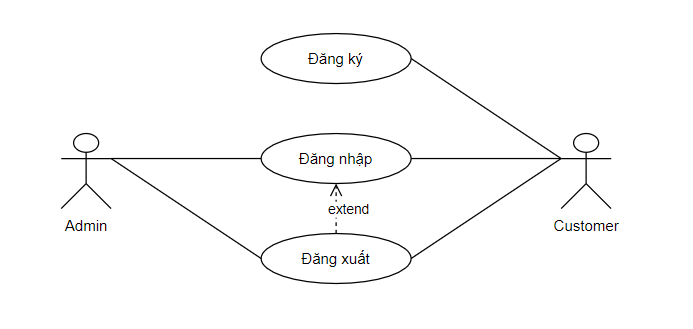 Đăng ký
Đăng nhập
extend
Admin
Customer
Đăng xuất